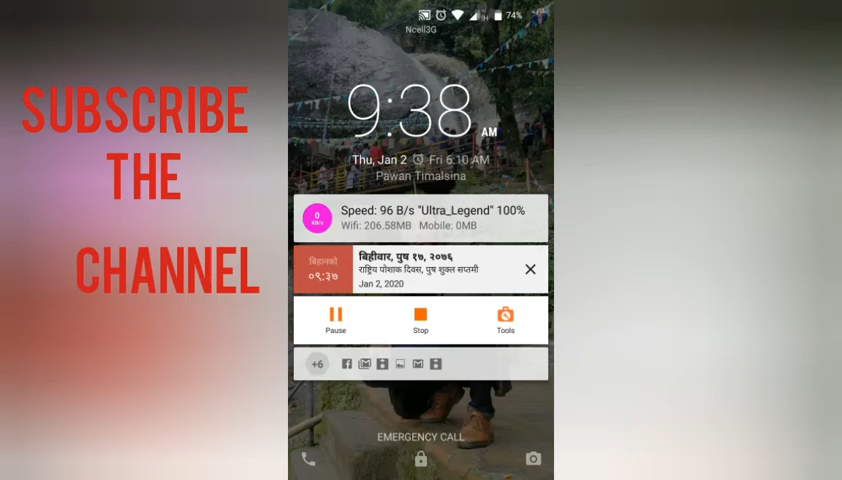 SUBSCRIBE
THE
CHANNEL
74%
Ncell3G
9:38 AM
Thu, Jan 2 Fri 6:10 AM
Pawan Timalsina
0
KB/s
Speed: 96 B/s "Ultra_Legend" 100%
Wifi: 206.58MB Mobile: 0MB
बिहानको
०९:३७
बिहीवार, पुष १७, २०७६
राष्ट्रिय पोशाक दिवस, पुष शुक्ल सप्तमी
Jan 2, 2020
Pause Stop Tools
+6
EMERGENCY CALL